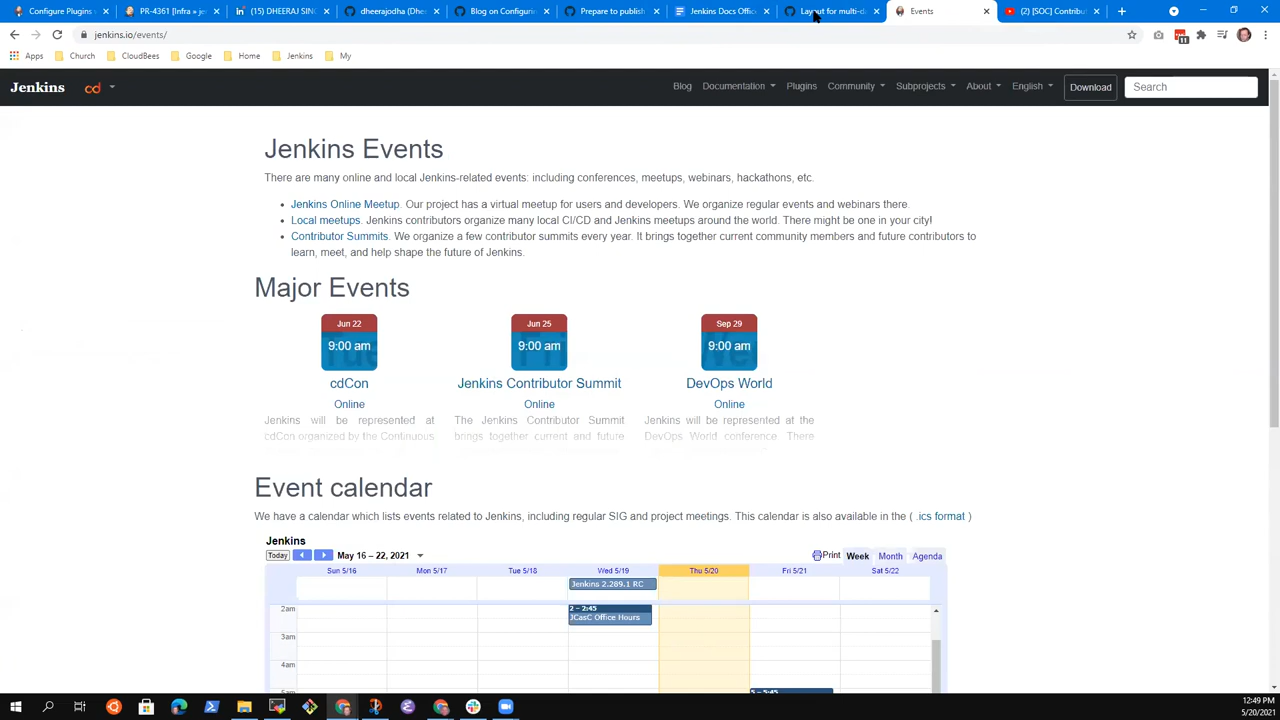 Configure Plugins
PR-4361 [Infra » jen
(15) DHEERAJ SING
dheerajodha (Dhe
Blog on Configurin
Prepare to publish
Jenkins Docs Offic
Layout for multi-d
Events
(2) [SOC] Contribu
jenkins.io/events/
11
Apps
Church
CloudBees
Google
Home
Jenkins
My
Jenkins
cd
Blog
Documentation
Plugins
Community
Subprojects
About
English
Download
Search
Jenkins Events
There are many online and local Jenkins-related events: including conferences, meetups, webinars, hackathons, etc.
Jenkins Online Meetup. Our project has a virtual meetup for users and developers. We organize regular events and webinars there.
Local meetups. Jenkins contributors organize many local CI/CD and Jenkins meetups around the world. There might be one in your city!
Contributor Summits. We organize a few contributor summits every year. It brings together current community members and future contributors to
learn, meet, and help shape the future of Jenkins.
Major Events
Jun 22
9:00 am
cdCon
Online
Jenkins will be represented at
cdCon organized by the Continuous
Jun 25
9:00 am
Jenkins Contributor Summit
Online
The Jenkins Contributor Summit
brings together current and future
Sep 29
9:00 am
DevOps World
Online
Jenkins will be represented at the
DevOps World conference. There
Event calendar
We have a calendar which lists events related to Jenkins, including regular SIG and project meetings. This calendar is also available in the ( .ics format )
Jenkins
Today
May 16 – 22, 2021
Print
Week
Month
Agenda
Sun 5/16
Mon 5/17
Tue 5/18
Wed 5/19
Thu 5/20
Fri 5/21
Sat 5/22
Jenkins 2.289.1 RC
2am
2 – 2:45
JCasC Office Hours
3am
4am
5 – 5:45
12:49 PM
5/20/2021